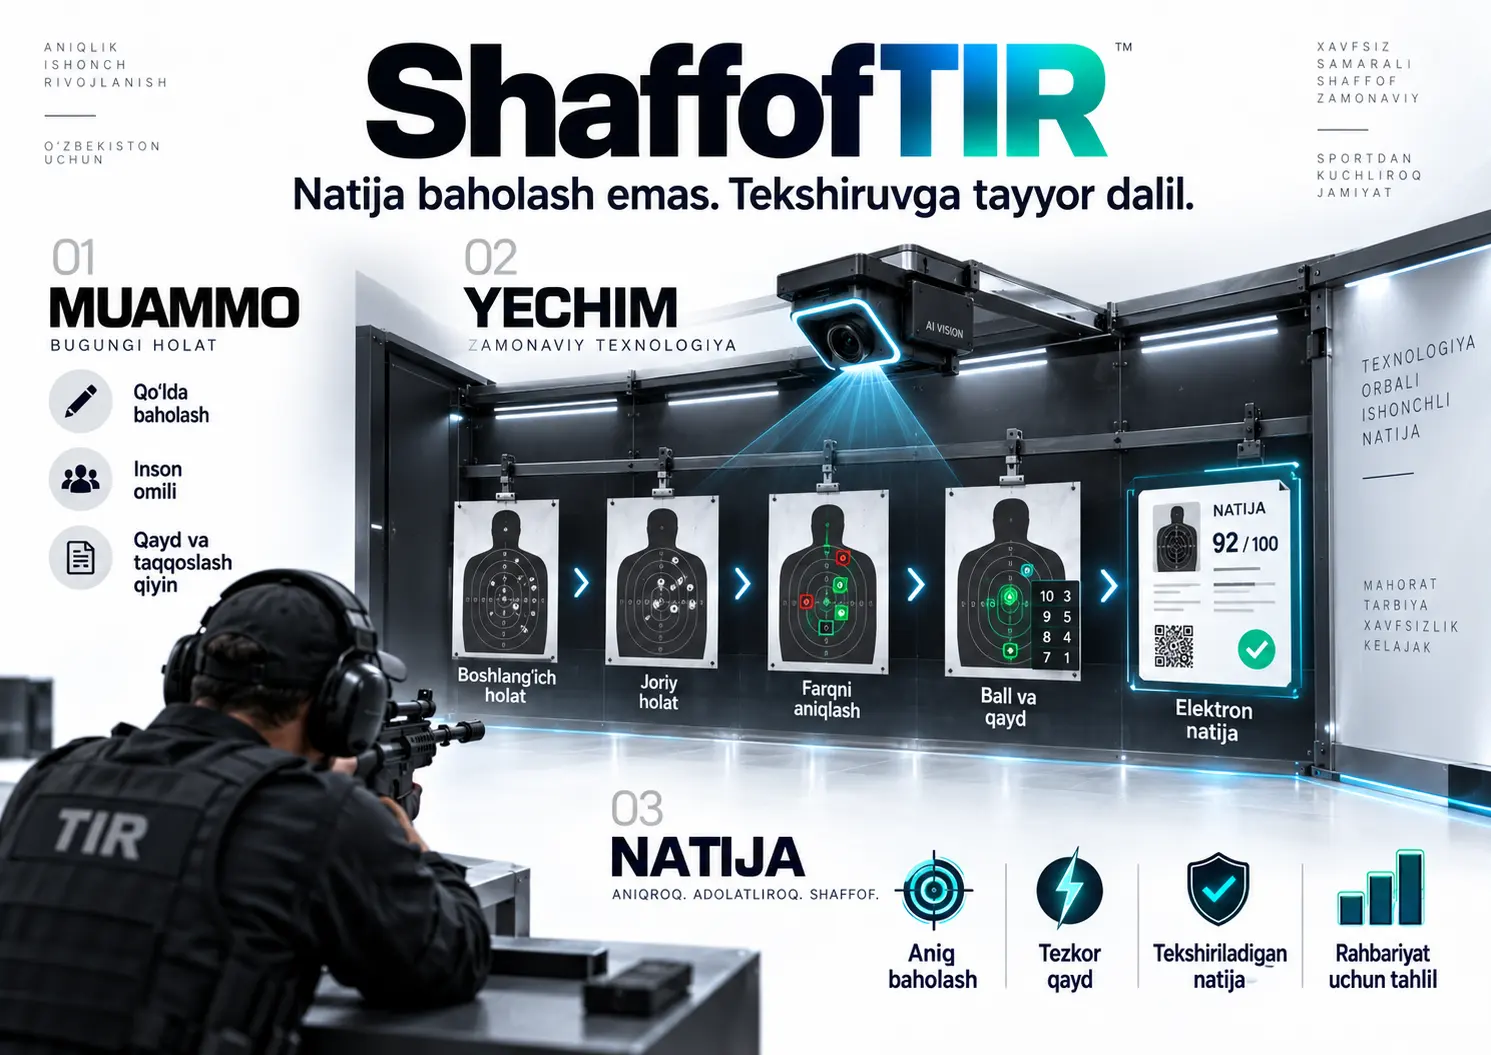 ANIQLIK
ISHONCH
RIVOJLANISH
O'ZBEKISTON
UCHUN
ShaffofTIR™
Natija baholash emas. Tekshiruvga tayyor dalil.
XAVFSIZ
SAMARALI
SHAFFOF
ZAMONAVIY
SPORTDAN
KUCHLIROQ
JAMIYAT
01
MUAMMO
BUGUNGI HOLAT
Qo'lda
baholash
Inson
omili
Qayd va
taqqoslash
qiyin
02
YECHIM
ZAMONAVIY TEXNOLOGIYA
AI VISION
Boshlang'ich
holat
Joriy
holat
Farqni
aniqlash
10 3
9 5
8 4
7 1
Ball va
qayd
NATIJA
92 / 100
Elektron
natija
TEXNOLOGIYA
ORBALI
ISHONCHLI
NATIJA
MAHORAT
TARBIYA
XAVFSIZLIK
KELAJAK
TIR
03
NATIJA
ANIQROQ. ADOLATLIROQ. SHAFFOF.
Aniq
baholash
Tezkor
qayd
Tekshiriladigan
natija
Rahbariyat
uchun tahlil